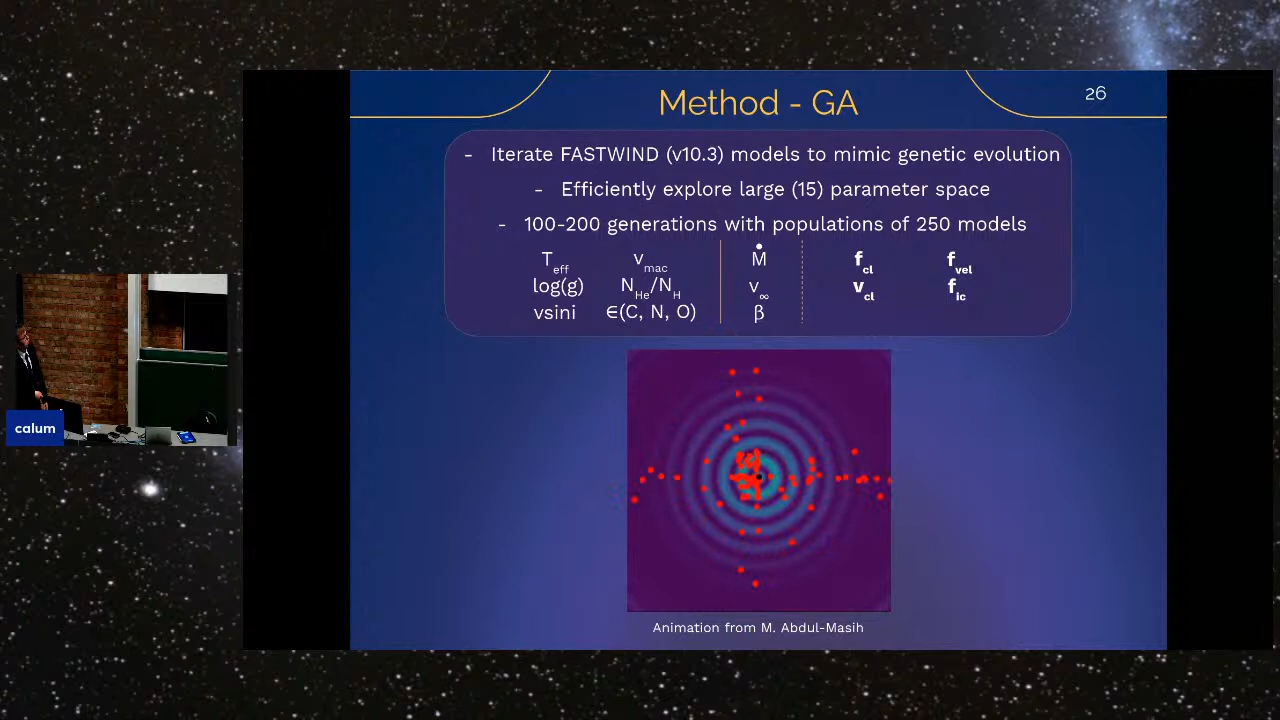 Method - GA
26
- Iterate FASTWIND (v10.3) models to mimic genetic evolution
- Efficiently explore large (15) parameter space
- 100-200 generations with populations of 250 models
T_eff v_mac Ṁ f_cl f_vel
log(g) N_He/N_H v_∞ v_cl f_ic
vsini ∈(C, N, O) β
calum
Animation from M. Abdul-Masih